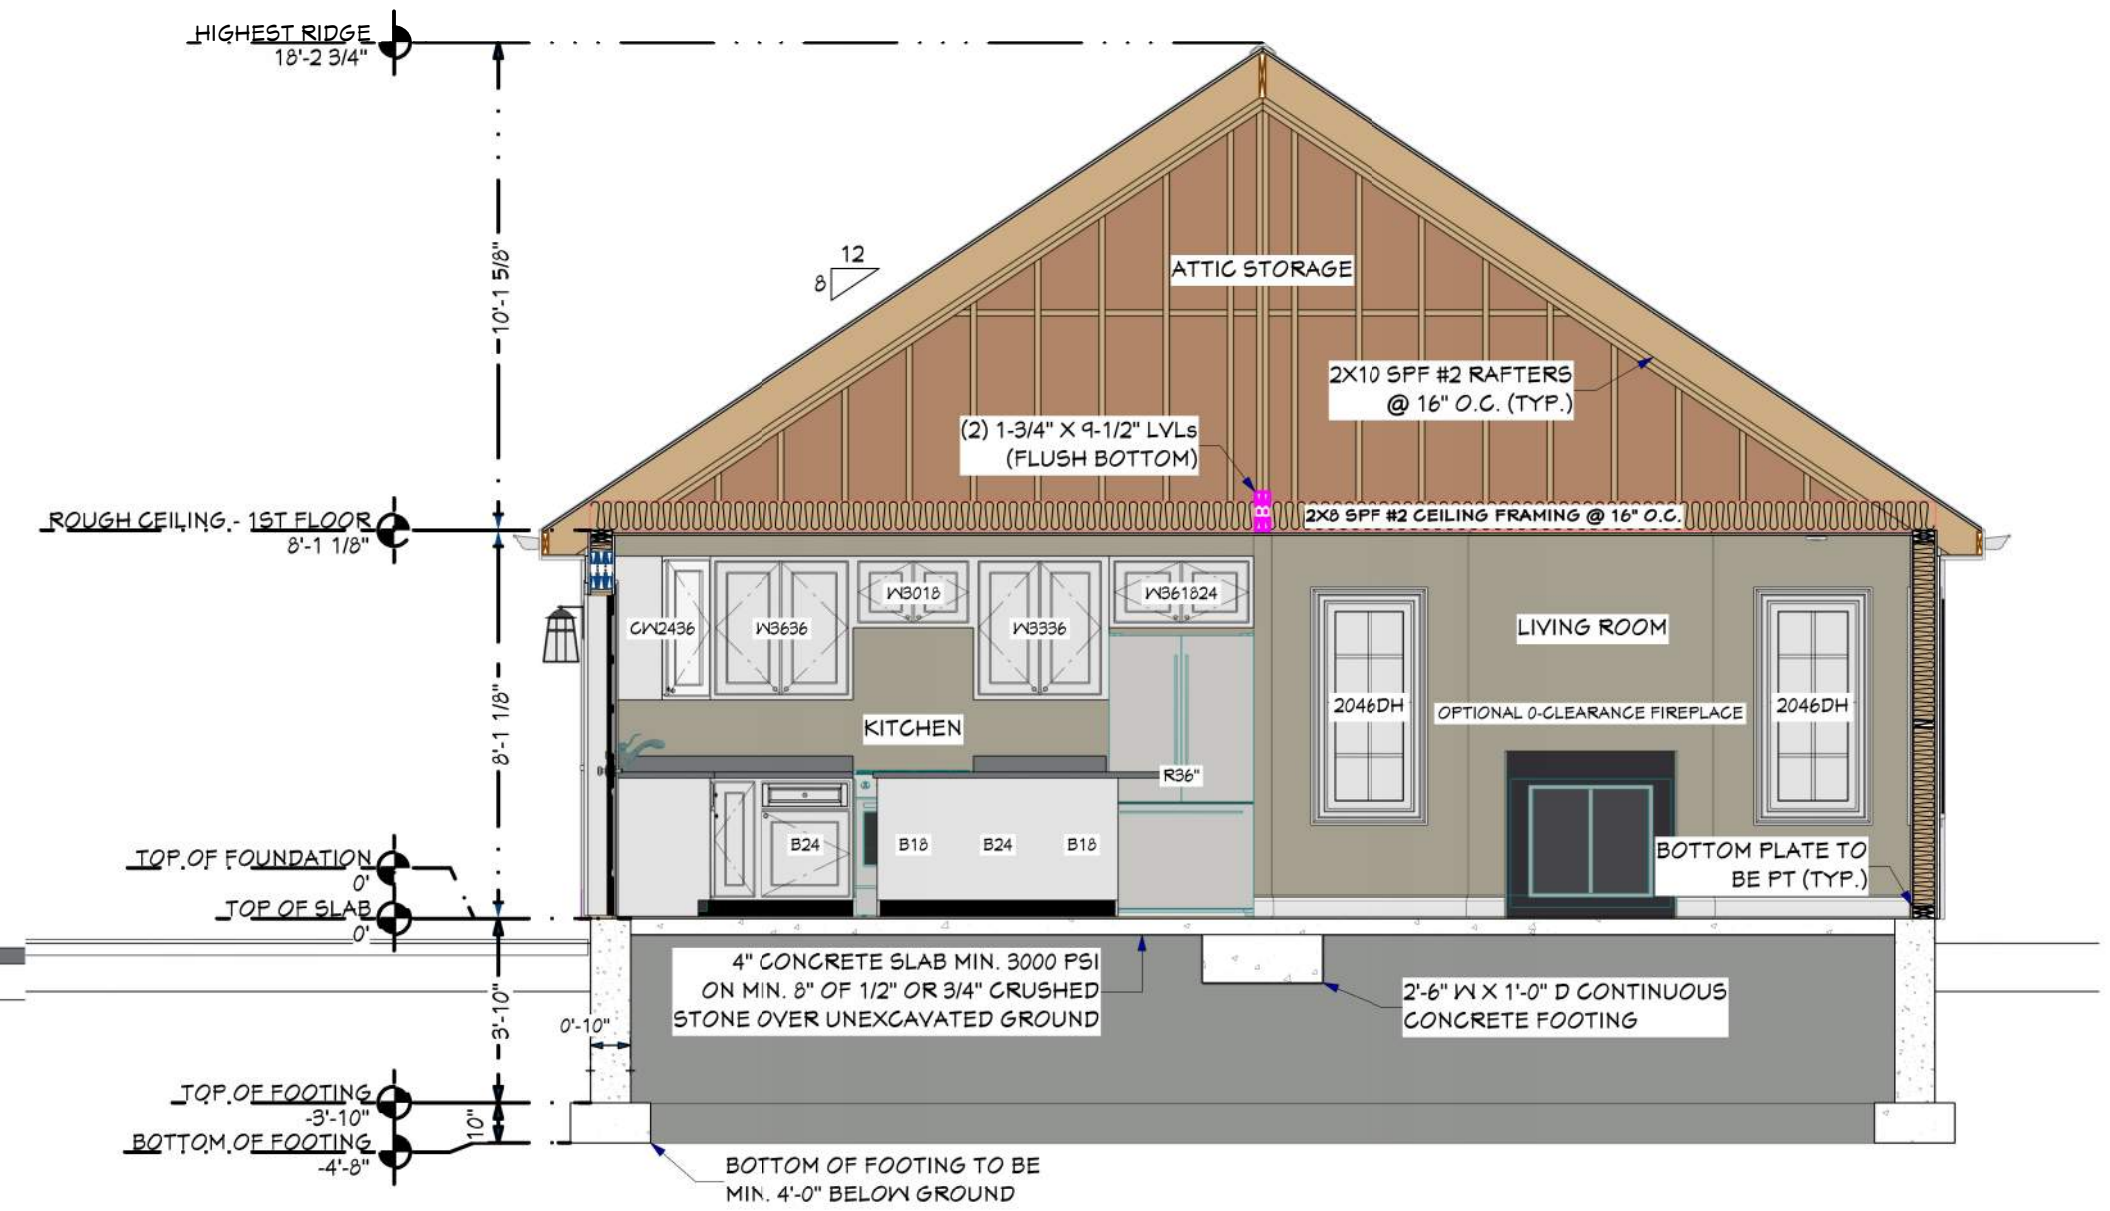 HIGHEST RIDGE
18'-2 3/4"
10'-1 5/8"
12
8
ATTIC STORAGE
2X10 SPF #2 RAFTERS
@ 16" O.C. (TYP.)
(2) 1-3/4" X 9-1/2" LVLs
(FLUSH BOTTOM)
B
2X8 SPF #2 CEILING FRAMING @ 16" O.C.
ROUGH CEILING - 1ST FLOOR
8'-1 1/8"
CW2436
W3636
W3018
W3336
W361824
LIVING ROOM
8'-1 1/8"
KITCHEN
2046DH
OPTIONAL 0-CLEARANCE FIREPLACE
2046DH
R36"
B24
B18
B24
B18
BOTTOM PLATE TO
BE PT (TYP.)
TOP OF FOUNDATION
0'
TOP OF SLAB
0'
4" CONCRETE SLAB MIN. 3000 PSI
ON MIN. 8" OF 1/2" OR 3/4" CRUSHED
STONE OVER UNEXCAVATED GROUND
2'-6" W X 1'-0" D CONTINUOUS
CONCRETE FOOTING
3'-10"
0'-10"
TOP OF FOOTING
-3'-10"
10"
BOTTOM OF FOOTING
-4'-8"
BOTTOM OF FOOTING TO BE
MIN. 4'-0" BELOW GROUND